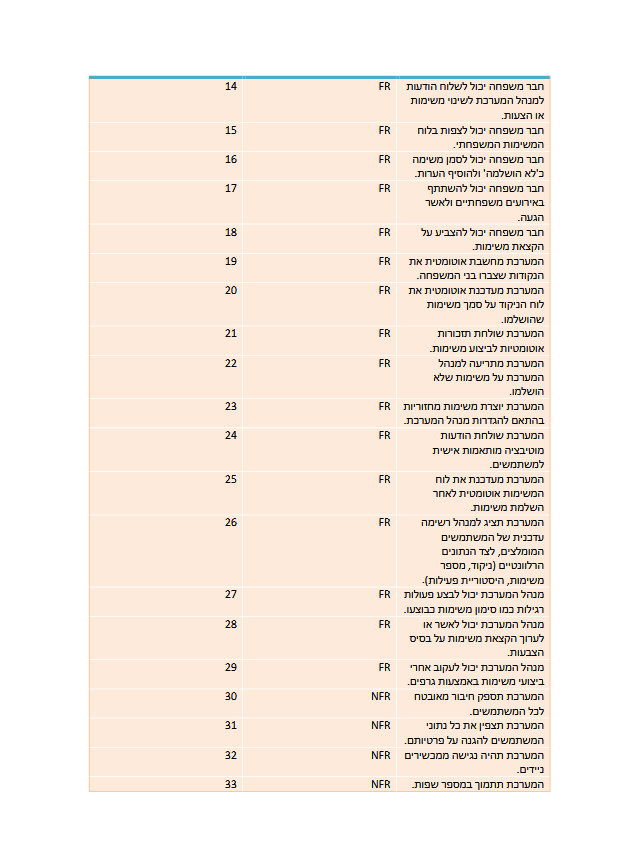 חבר משפחה יכול לשלוח הודעות FR 14
למנהל המערכת לשינוי משימות
או הצעות.
חבר משפחה יכול לצפות בלוח FR 15
המשימות המשפחתי.
חבר משפחה יכול לסמן משימה FR 16
כ'לא הושלמה' ולהוסיף הערות.
חבר משפחה יכול להשתתף FR 17
באירועים משפחתיים ולאשר
הגעה.
חבר משפחה יכול להצביע על FR 18
הקצאת משימות.
המערכת מחשבת אוטומטית את FR 19
הנקודות שצברו בני המשפחה.
המערכת מעדכנת אוטומטית את FR 20
לוח הניקוד על סמך משימות
שהושלמו.
המערכת שולחת תזכורות FR 21
אוטומטיות לביצוע משימות.
המערכת מתריעה למנהל FR 22
המערכת על משימות שלא
הושלמו.
המערכת יוצרת משימות מחזוריות FR 23
בהתאם להגדרות מנהל המערכת.
המערכת שולחת הודעות FR 24
מוטיבציה מותאמות אישית
למשתמשים.
המערכת מעדכנת את לוח FR 25
המשימות אוטומטית לאחר
השלמת משימות.
המערכת תציג למנהל רשימה FR 26
עדכנית של המשתמשים
המומלצים, לצד הנתונים
הרלוונטיים (ניקוד, מספר
משימות, היסטוריית פעילות).
מנהל המערכת יכול לבצע פעולות FR 27
רגילות כמו סימון משימות כבוצעו.
מנהל המערכת יכול לאשר או FR 28
לערוך הקצאת משימות על בסיס
הצבעות.
מנהל המערכת יכול לעקוב אחרי FR 29
ביצועי משימות באמצעות גרפים.
המערכת תספק חיבור מאובטח NFR 30
לכל המשתמשים.
המערכת תצפין את כל נתוני NFR 31
המשתמשים להגנה על פרטיותם.
המערכת תהיה נגישה ממכשירים NFR 32
ניידים.
המערכת תתמוך במספר שפות. NFR 33